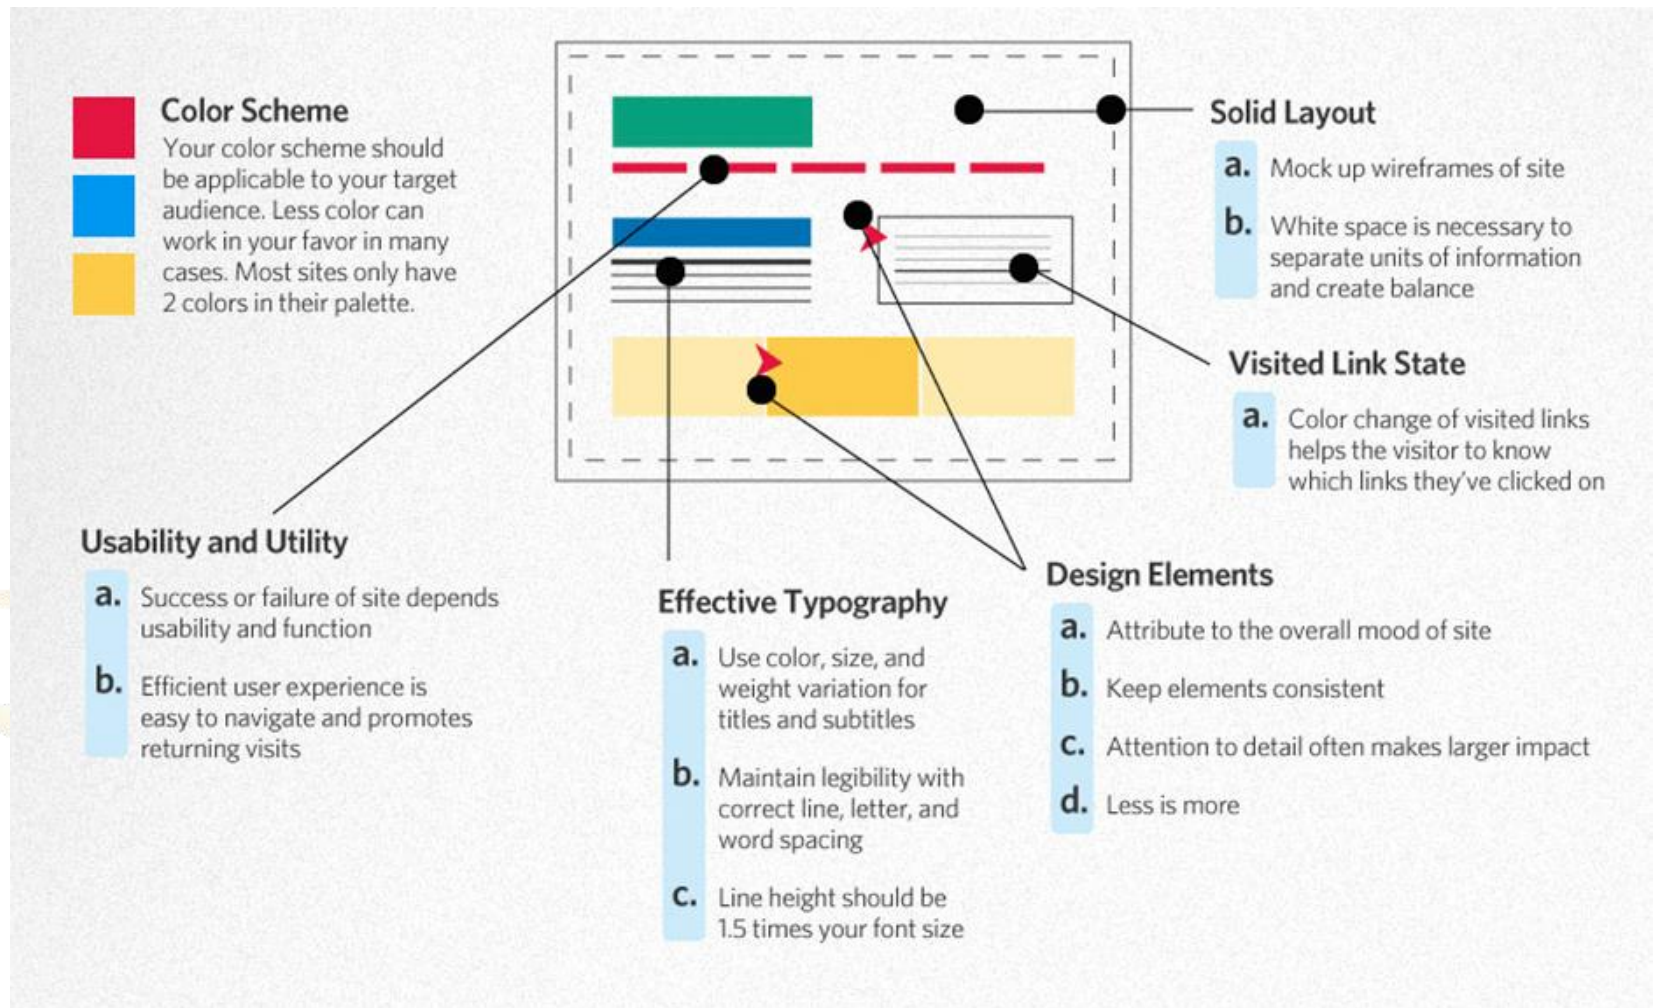 Color Scheme
Your color scheme should
be applicable to your target
audience. Less color can
work in your favor in many
cases. Most sites only have
2 colors in their palette.
Solid Layout
a. Mock up wireframes of site
b. White space is necessary to
separate units of information
and create balance
Visited Link State
a. Color change of visited links
helps the visitor to know
which links they've clicked on
Usability and Utility
a. Success or failure of site depends
usability and function
b. Efficient user experience is
easy to navigate and promotes
returning visits
Effective Typography
a. Use color, size, and
weight variation for
titles and subtitles
b. Maintain legibility with
correct line, letter, and
word spacing
c. Line height should be
1.5 times your font size
Design Elements
a. Attribute to the overall mood of site
b. Keep elements consistent
c. Attention to detail often makes larger impact
d. Less is more